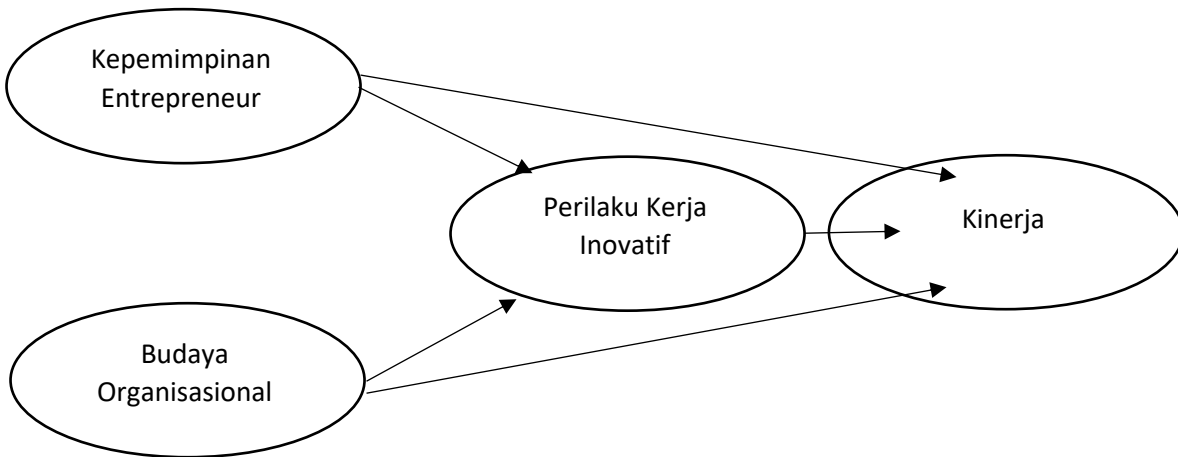 Kepemimpinan
Entrepreneur
Perilaku Kerja
Inovatif
Kinerja
Budaya
Organisasional